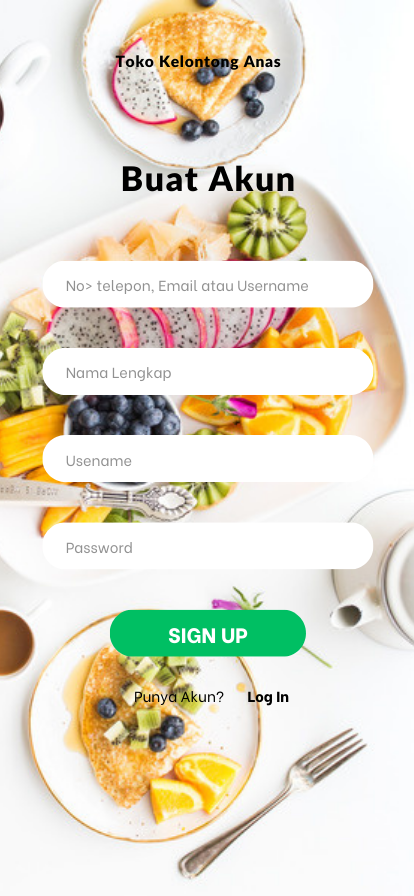 Toko Kelontong Anas
Buat Akun
No> telepon, Email atau Username
Nama Lengkap
Usename
Password
SIGN UP
Punya Akun? Log In